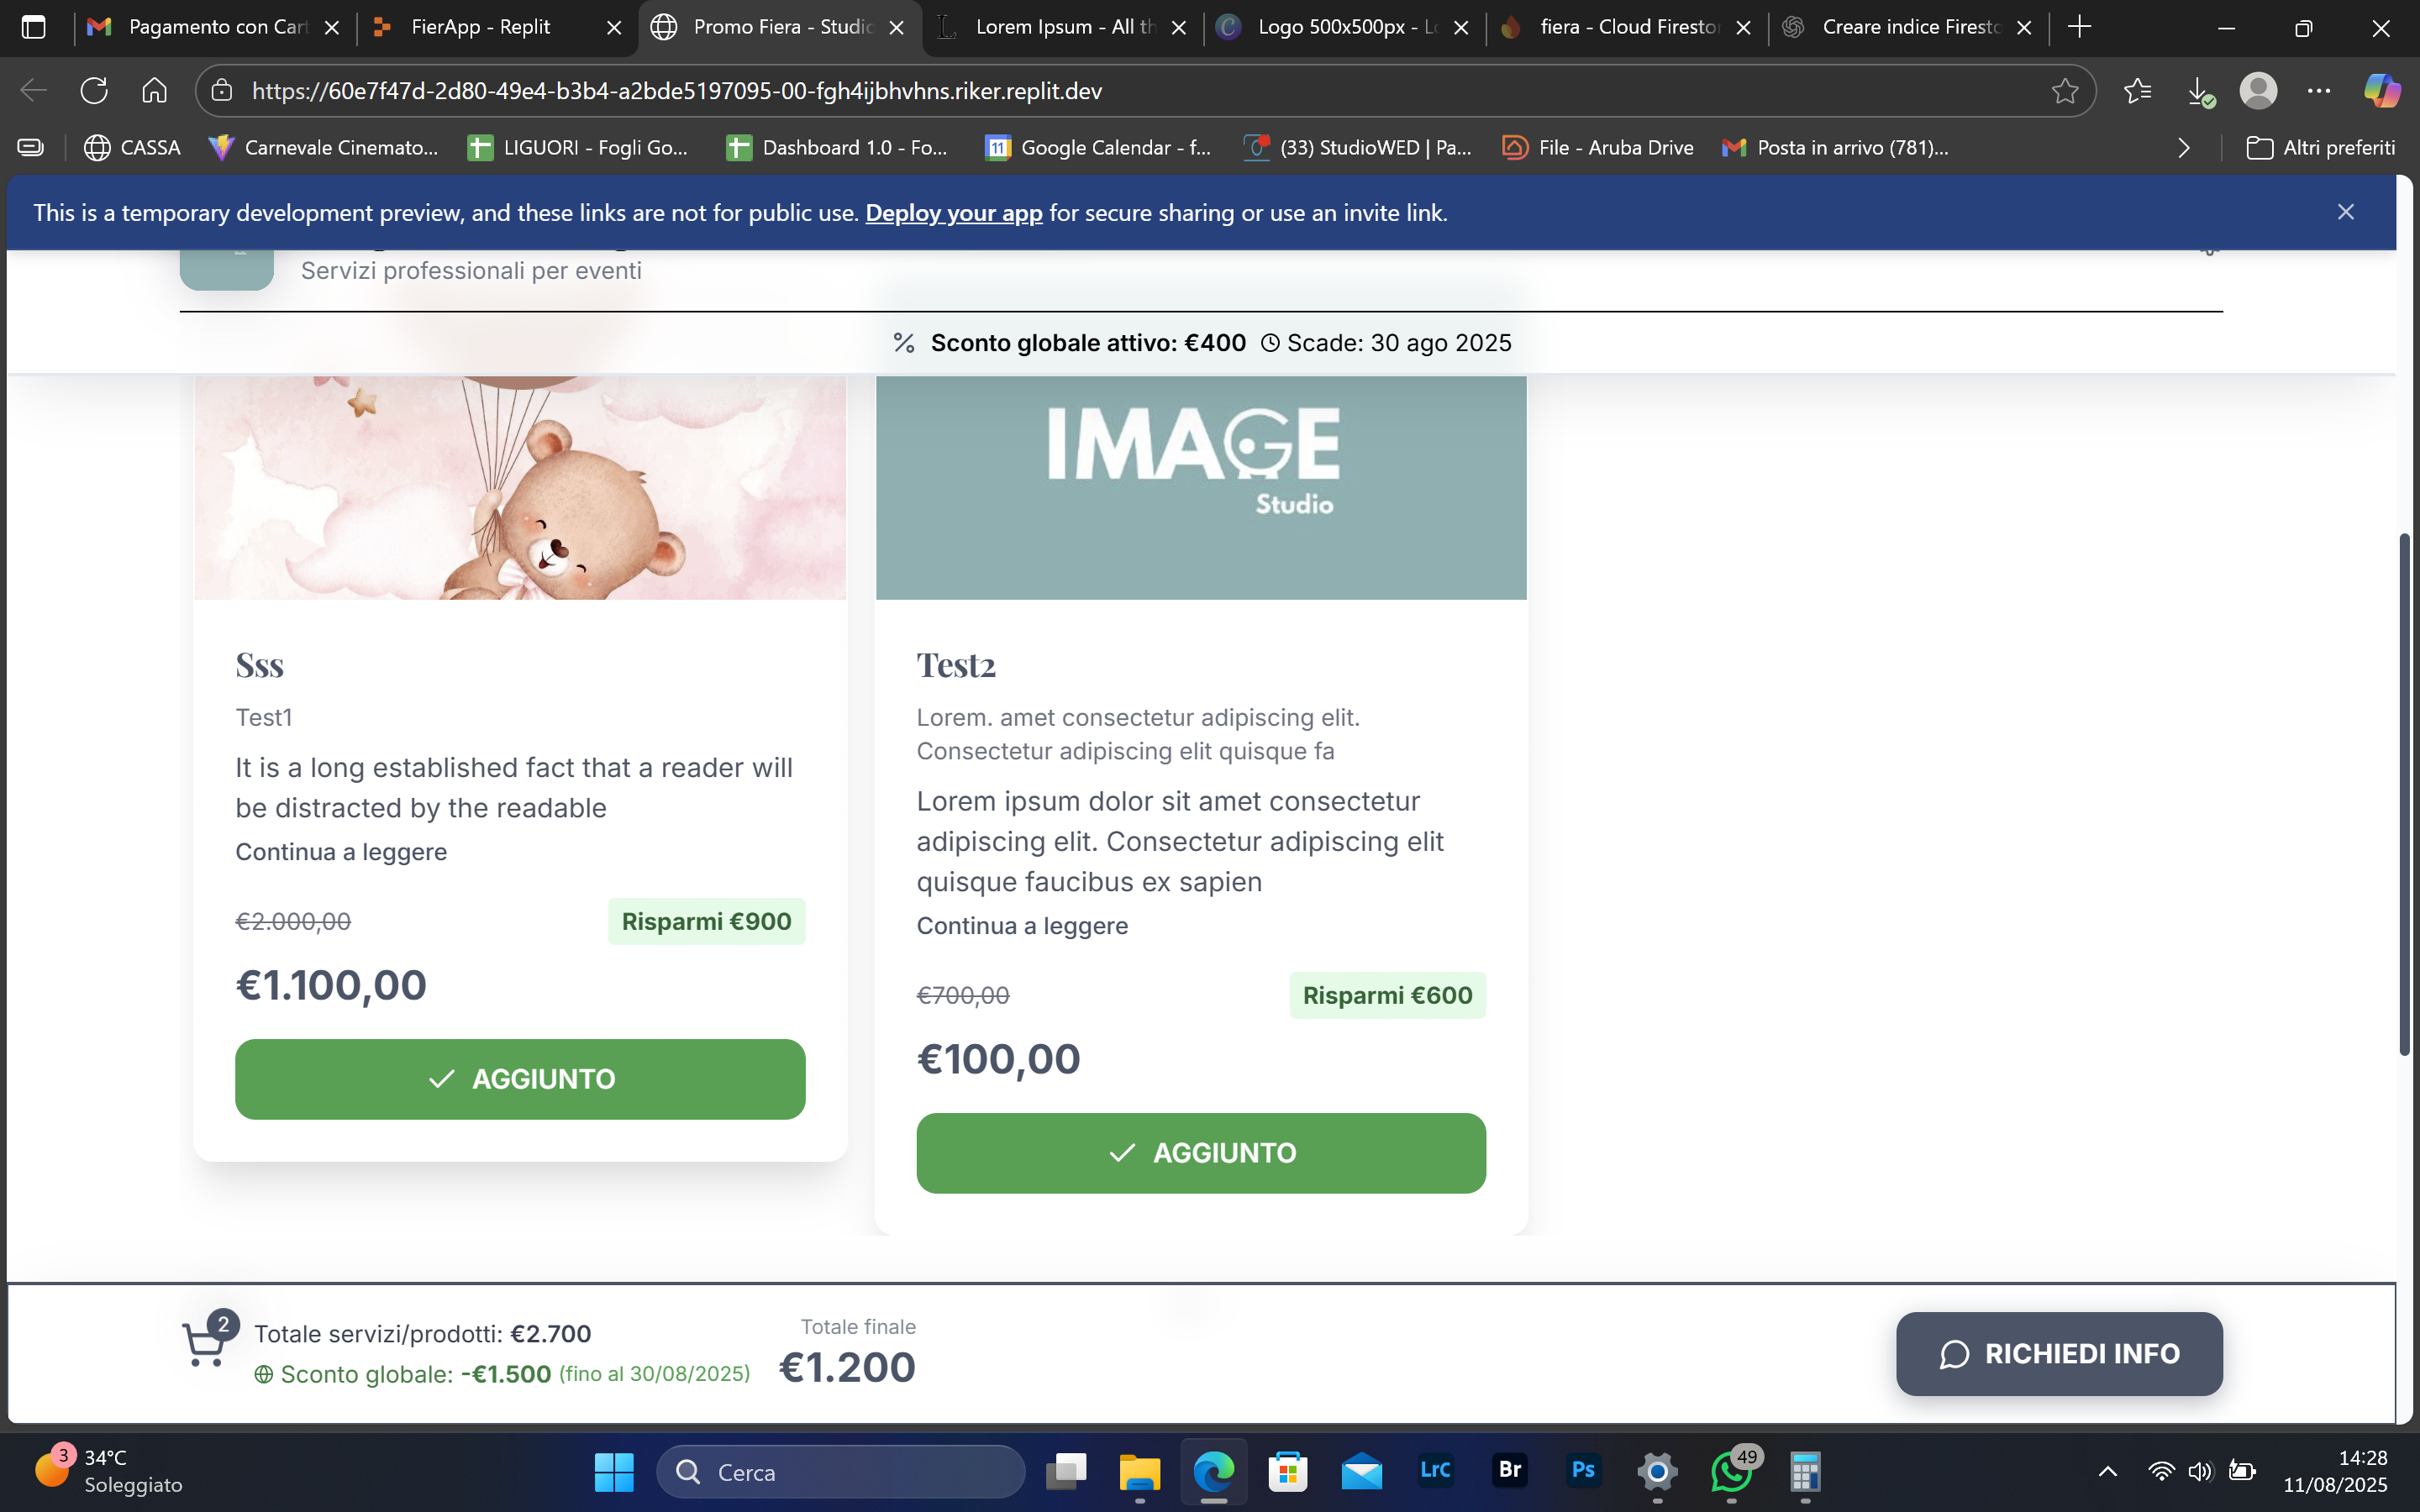 Pagamento con Cart
FierApp - Replit
Promo Fiera - Studio
Lorem Ipsum - All th
Logo 500x500px - Lo
fiera - Cloud Firestor
Creare indice Firesto
https://60e7f47d-2d80-49e4-b3b4-a2bde5197095-00-fgh4ijbhvhns.riker.replit.dev
CASSA
Carnevale Cinemato...
LIGUORI - Fogli Go...
Dashboard 1.0 - Fo...
Google Calendar - f...
(33) StudioWED | Pa...
File - Aruba Drive
Posta in arrivo (781)...
Altri preferiti
This is a temporary development preview, and these links are not for public use. Deploy your app for secure sharing or use an invite link.
Servizi professionali per eventi
Sconto globale attivo: €400 Scade: 30 ago 2025
IMAGE
Studio
Sss
Test1
It is a long established fact that a reader will
be distracted by the readable
Continua a leggere
€2.000,00
Risparmi €900
€1.100,00
AGGIUNTO
Test2
Lorem. amet consectetur adipiscing elit.
Consectetur adipiscing elit quisque fa
Lorem ipsum dolor sit amet consectetur
adipiscing elit. Consectetur adipiscing elit
quisque faucibus ex sapien
Continua a leggere
€700,00
Risparmi €600
€100,00
AGGIUNTO
2
Totale servizi/prodotti: €2.700
Sconto globale: -€1.500 (fino al 30/08/2025)
Totale finale
€1.200
RICHIEDI INFO
3
34°C
Soleggiato
Cerca
LrC
Br
Ps
49
14:28
11/08/2025